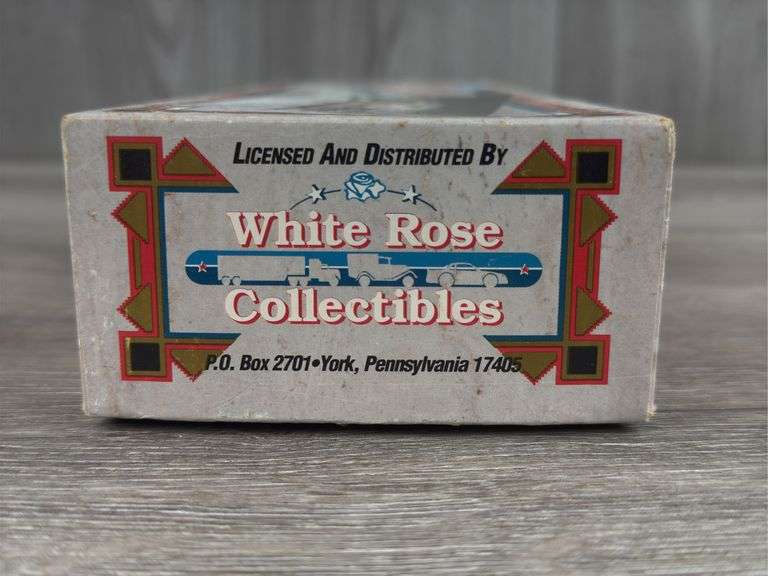 LICENSED AND DISTRIBUTED BY
White Rose
Collectibles
P.O. Box 2701•York, Pennsylvania 17405